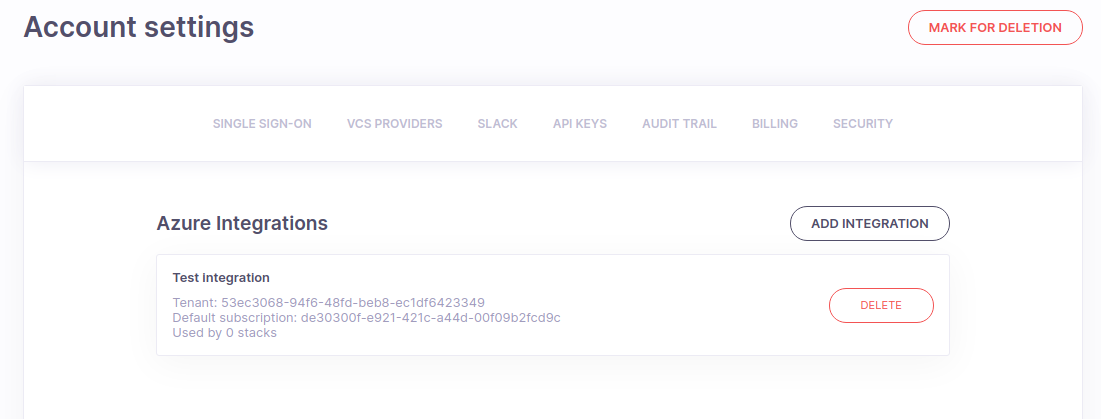 Account settings
MARK FOR DELETION
SINGLE SIGN-ON VCS PROVIDERS SLACK API KEYS AUDIT TRAIL BILLING SECURITY
Azure Integrations
ADD INTEGRATION
Test integration
Tenant: 53ec3068-94f6-48fd-beb8-ec1df6423349
Default subscription: de30300f-e921-421c-a44d-00f09b2fcd9c
Used by 0 stacks
DELETE